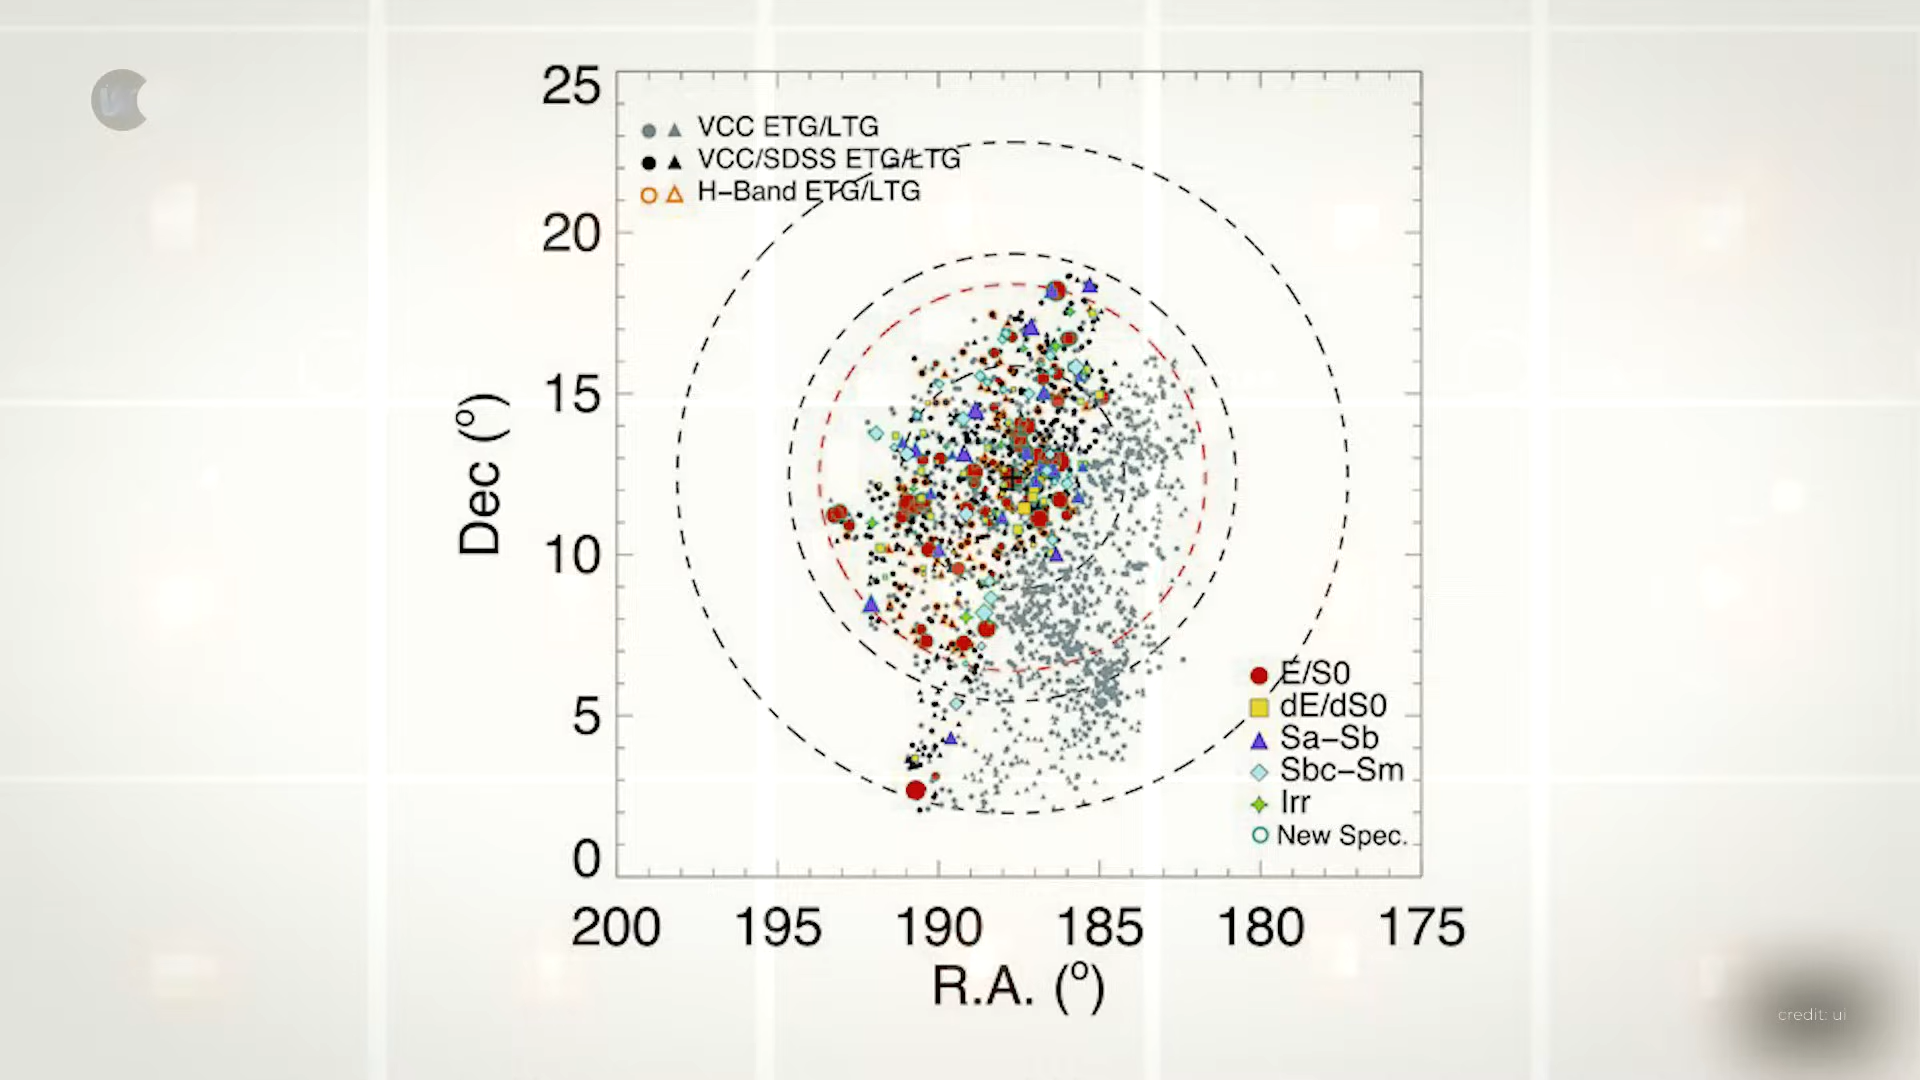 25
VCC ETG/LTG
VCC/SDSS ETG/LTG
H–Band ETG/LTG
20
15
Dec (°)
10
5
0
E/S0
dE/dS0
Sa–Sb
Sbc–Sm
Irr
New Spec.
200 195 190 185 180 175
R.A. (°)
credit: ui